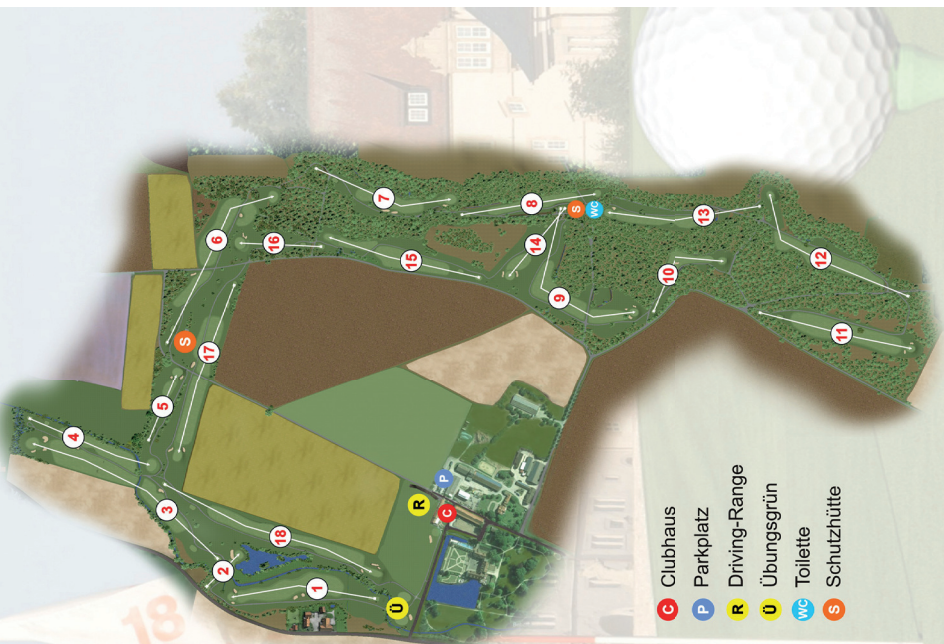 4
3
2
1
18
5
17
S
6
16
7
15
8
14
S
WC
9
13
10
12
11
R
P
C
Ü
18
C Clubhaus
P Parkplatz
R Driving-Range
Ü Übungsgrün
WC Toilette
S Schutzhütte